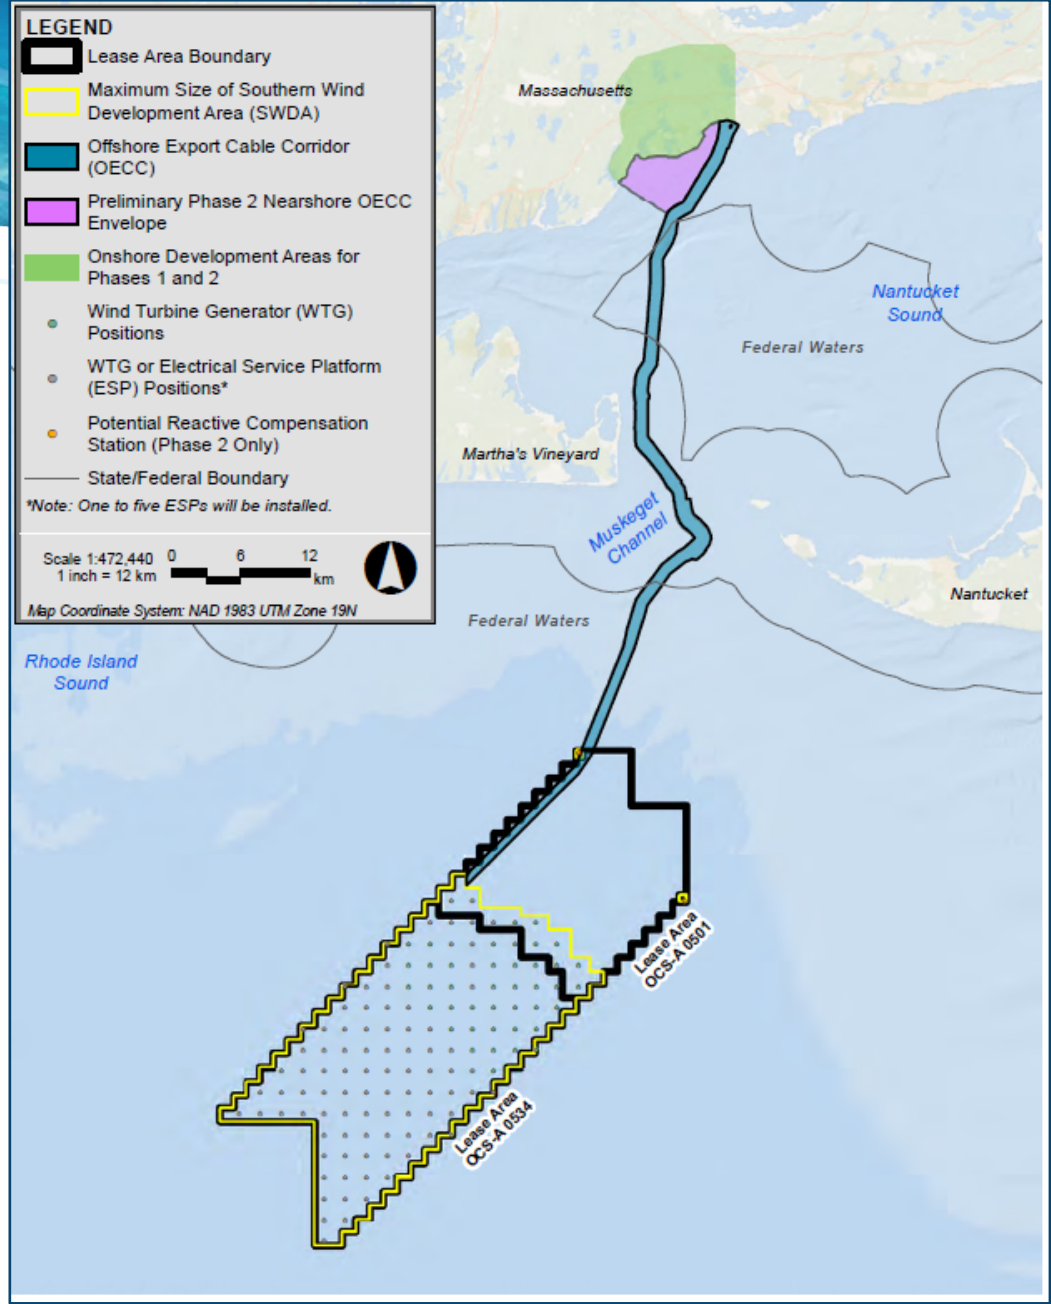 LEGEND
Lease Area Boundary
Maximum Size of Southern Wind
Development Area (SWDA)
Offshore Export Cable Corridor
(OECC)
Preliminary Phase 2 Nearshore OECC
Envelope
Onshore Development Areas for
Phases 1 and 2
Wind Turbine Generator (WTG)
Positions
WTG or Electrical Service Platform
(ESP) Positions*
Potential Reactive Compensation
Station (Phase 2 Only)
State/Federal Boundary
*Note: One to five ESPs will be installed.
Scale 1:472,440
1 inch = 12 km
0 6 12
km
Map Coordinate System: NAD 1983 UTM Zone 19N
Massachusetts
Nantucket
Sound
Federal Waters
Martha's Vineyard
Muskeget
Channel
Nantucket
Federal Waters
Rhode Island
Sound
Lease Area
OCS-A 0501
Lease Area
OCS-A 0534